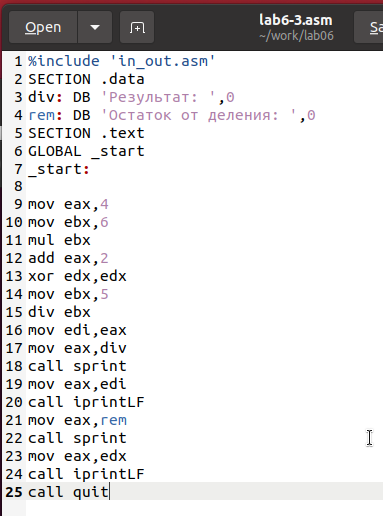 Open
lab6-3.asm
~/work/lab06
Sa
1 %include 'in_out.asm'
2 SECTION .data
3 div: DB 'Результат: ',0
4 rem: DB 'Остаток от деления: ',0
5 SECTION .text
6 GLOBAL _start
7 _start:
8
9 mov eax,4
10 mov ebx,6
11 mul ebx
12 add eax,2
13 xor edx,edx
14 mov ebx,5
15 div ebx
16 mov edi,eax
17 mov eax,div
18 call sprint
19 mov eax,edi
20 call iprintLF
21 mov eax,rem
22 call sprint
23 mov eax,edx
24 call iprintLF
25 call quit